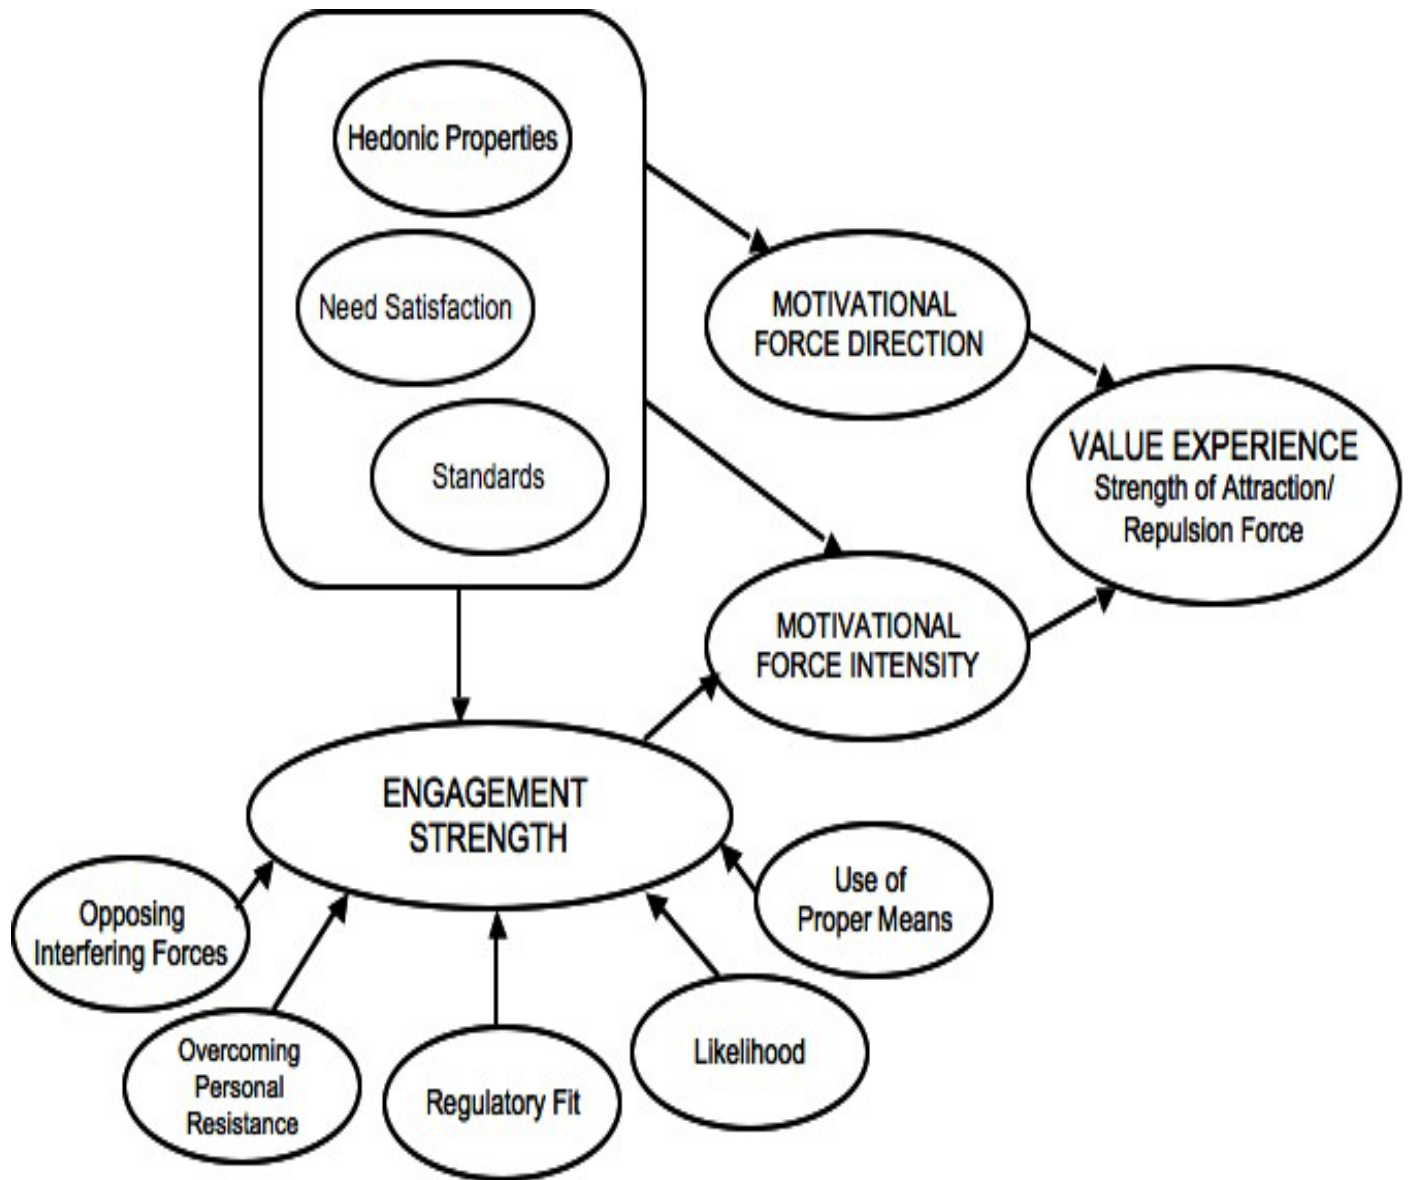 Hedonic Properties
Need Satisfaction
Standards
MOTIVATIONAL
FORCE DIRECTION
VALUE EXPERIENCE
Strength of Attraction/
Repulsion Force
MOTIVATIONAL
FORCE INTENSITY
ENGAGEMENT
STRENGTH
Opposing
Interfering Forces
Overcoming
Personal
Resistance
Regulatory Fit
Likelihood
Use of
Proper Means